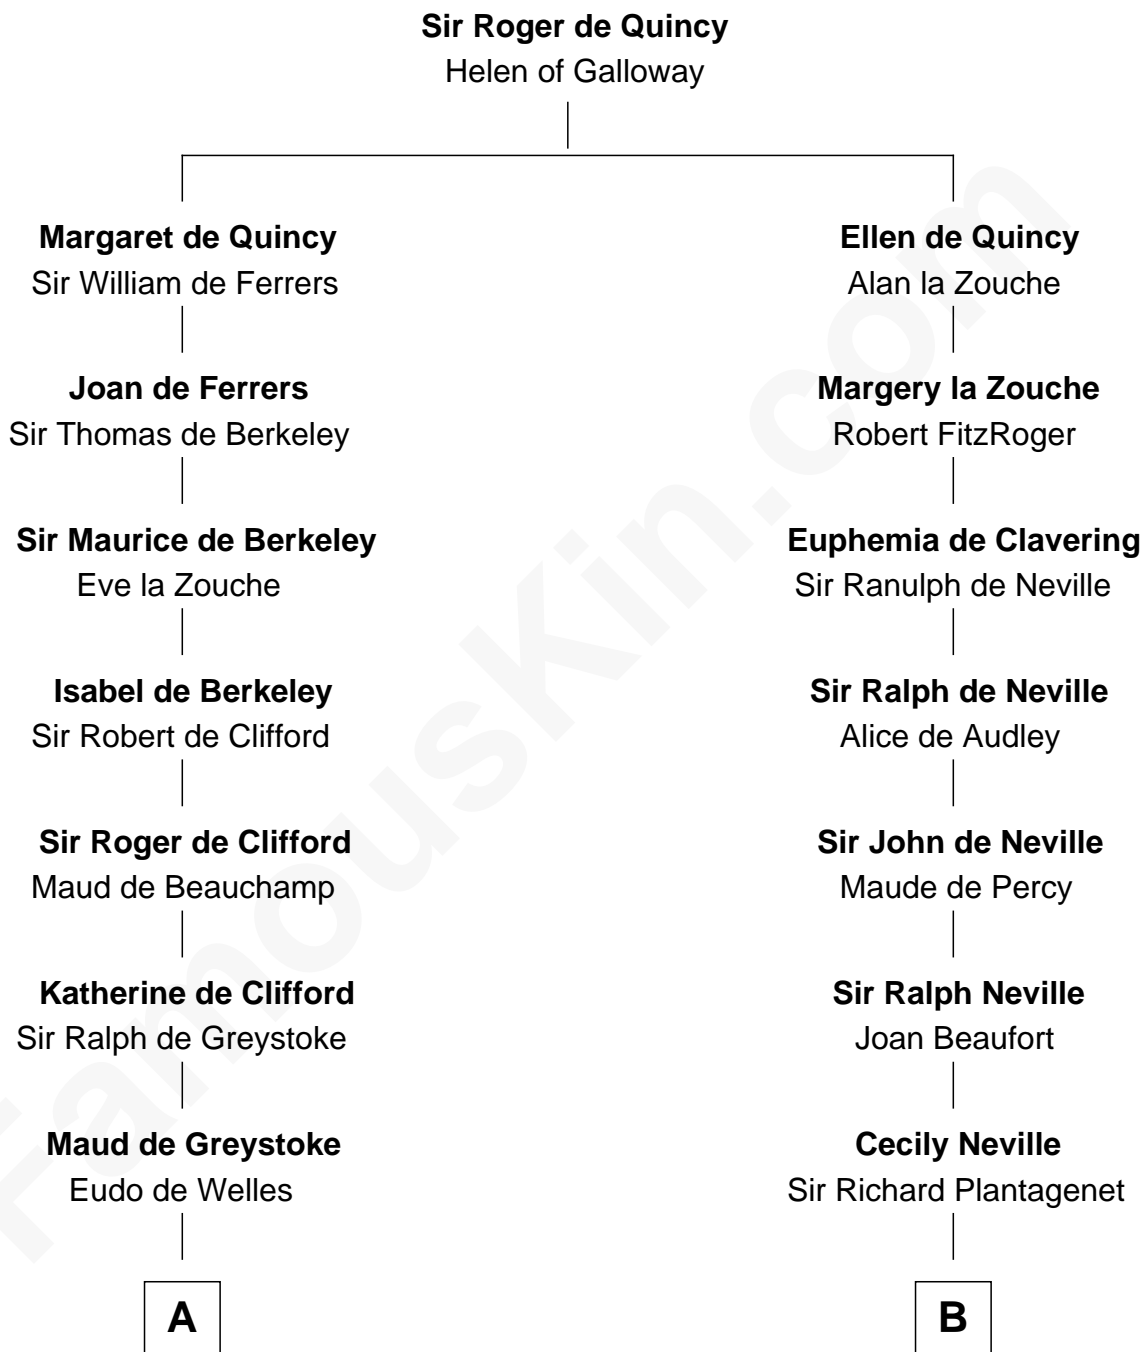 Sir Roger de Quincy
Helen of Galloway
Margaret de Quincy
Sir William de Ferrers
Ellen de Quincy
Alan la Zouche
Joan de Ferrers
Sir Thomas de Berkeley
Margery la Zouche
Robert FitzRoger
Sir Maurice de Berkeley
Eve la Zouche
Euphemia de Clavering
Sir Ranulph de Neville
Isabel de Berkeley
Sir Robert de Clifford
Sir Ralph de Neville
Alice de Audley
Sir Roger de Clifford
Maud de Beauchamp
Sir John de Neville
Maude de Percy
Katherine de Clifford
Sir Ralph de Greystoke
Sir Ralph Neville
Joan Beaufort
Maud de Greystoke
Eudo de Welles
Cecily Neville
Sir Richard Plantagenet
A
B
FamousKin.com